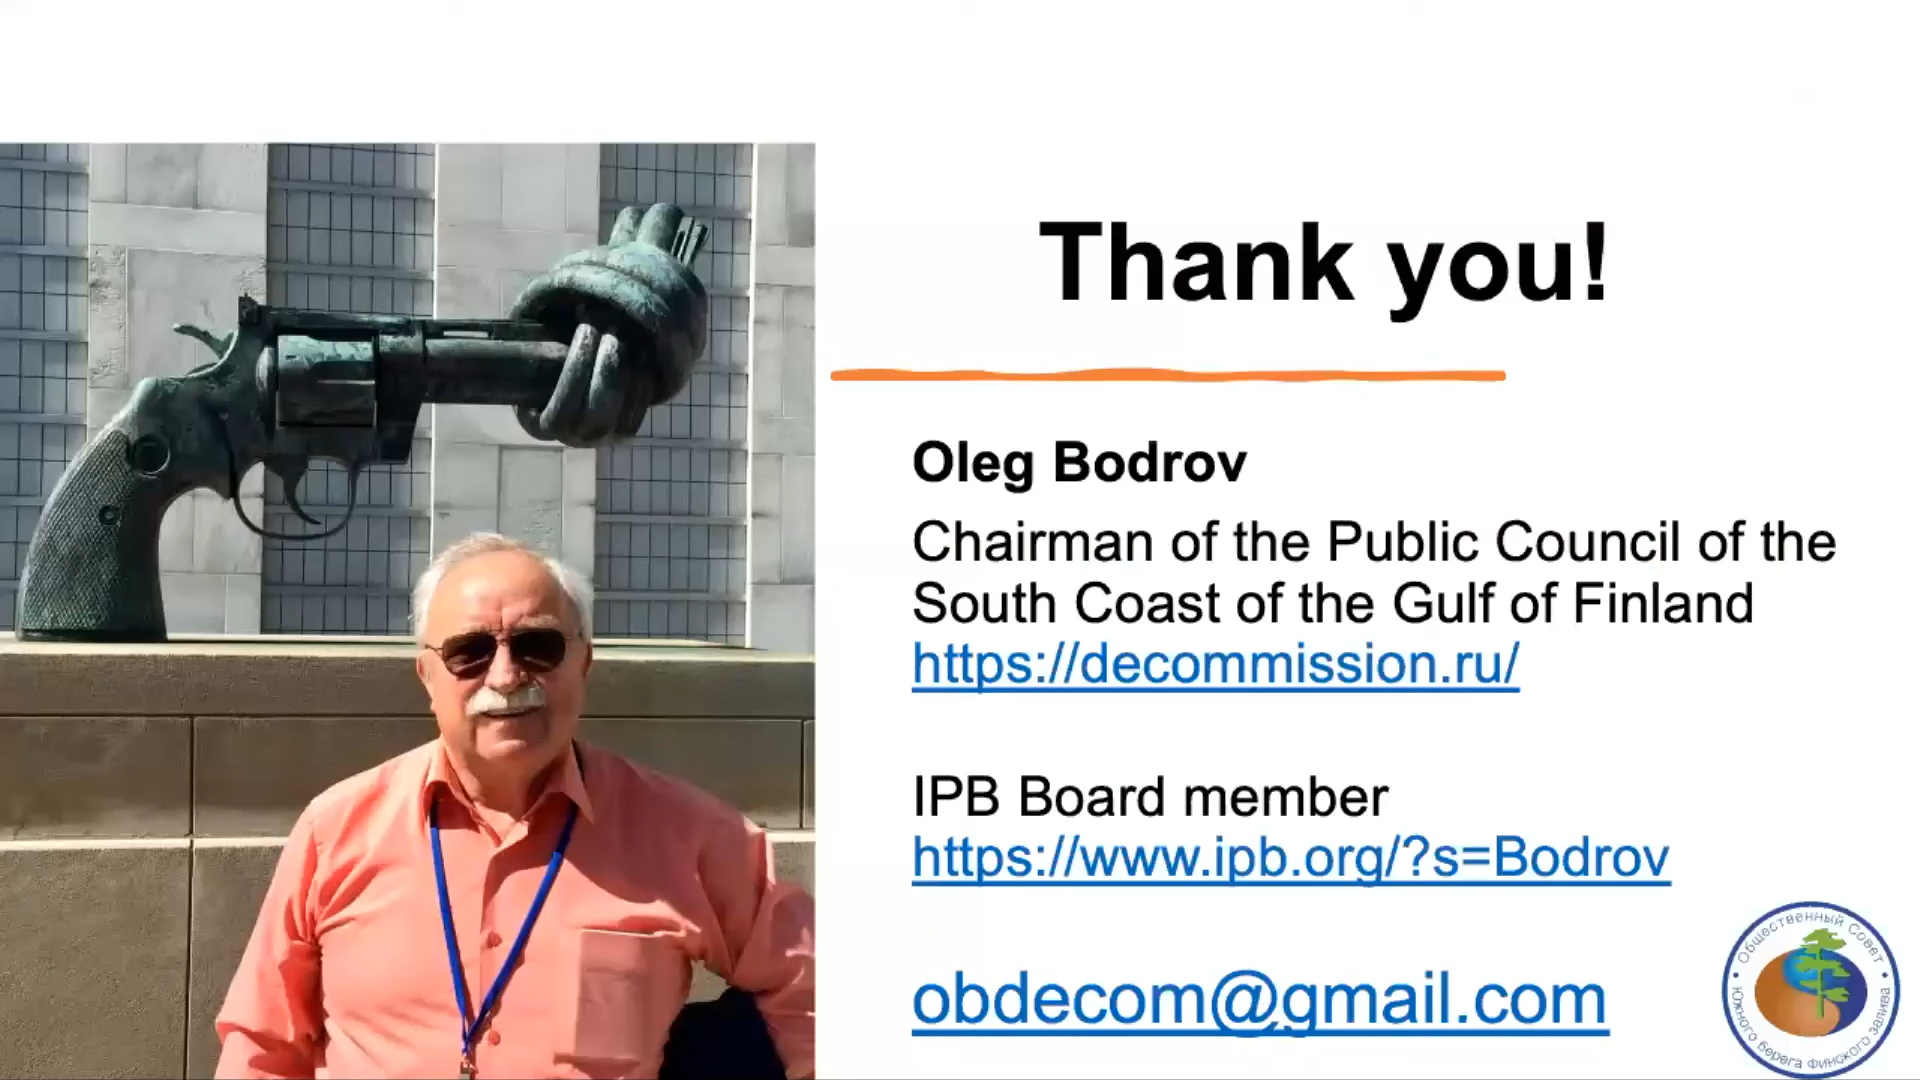 Thank you!
Oleg Bodrov
Chairman of the Public Council of the
South Coast of the Gulf of Finland
https://decommission.ru/
IPB Board member
https://www.ipb.org/?s=Bodrov
obdecom@gmail.com
Общественный Совет
Южного берега Финского залива